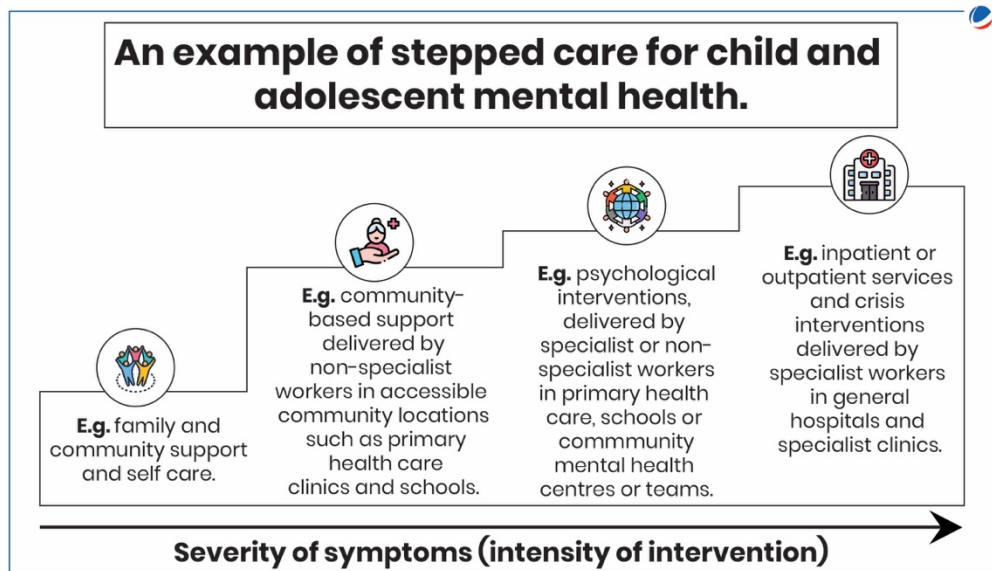 An example of stepped care for child and
adolescent mental health.
E.g. family and
community support
and self care.
E.g. community-
based support
delivered by
non-specialist
workers in accessible
community locations
such as primary
health care
clinics and schools.
E.g. psychological
interventions,
delivered by
specialist or non-
specialist workers
in primary health
care, schools or
commmunity
mental health
centres or teams.
E.g. inpatient or
outpatient services
and crisis
interventions
delivered by
specialist workers
in general
hospitals and
specialist clinics.
Severity of symptoms (intensity of intervention)